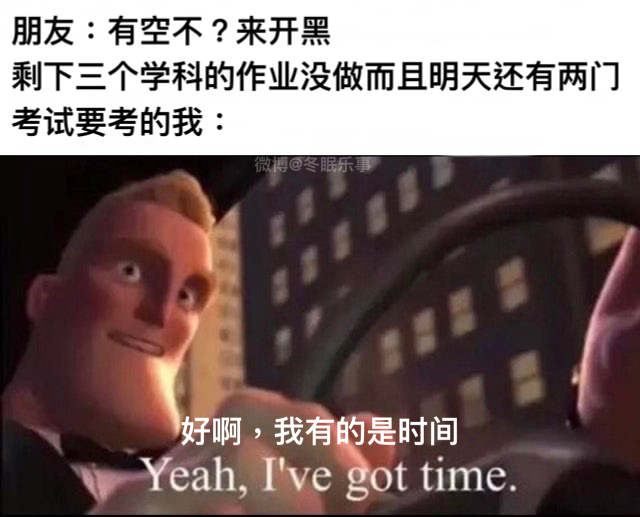 朋友：有空不？来开黑
剩下三个学科的作业没做而且明天还有两门
考试要考的我：
微博@冬眠乐事
好啊，我有的是时间
Yeah, I've got time.